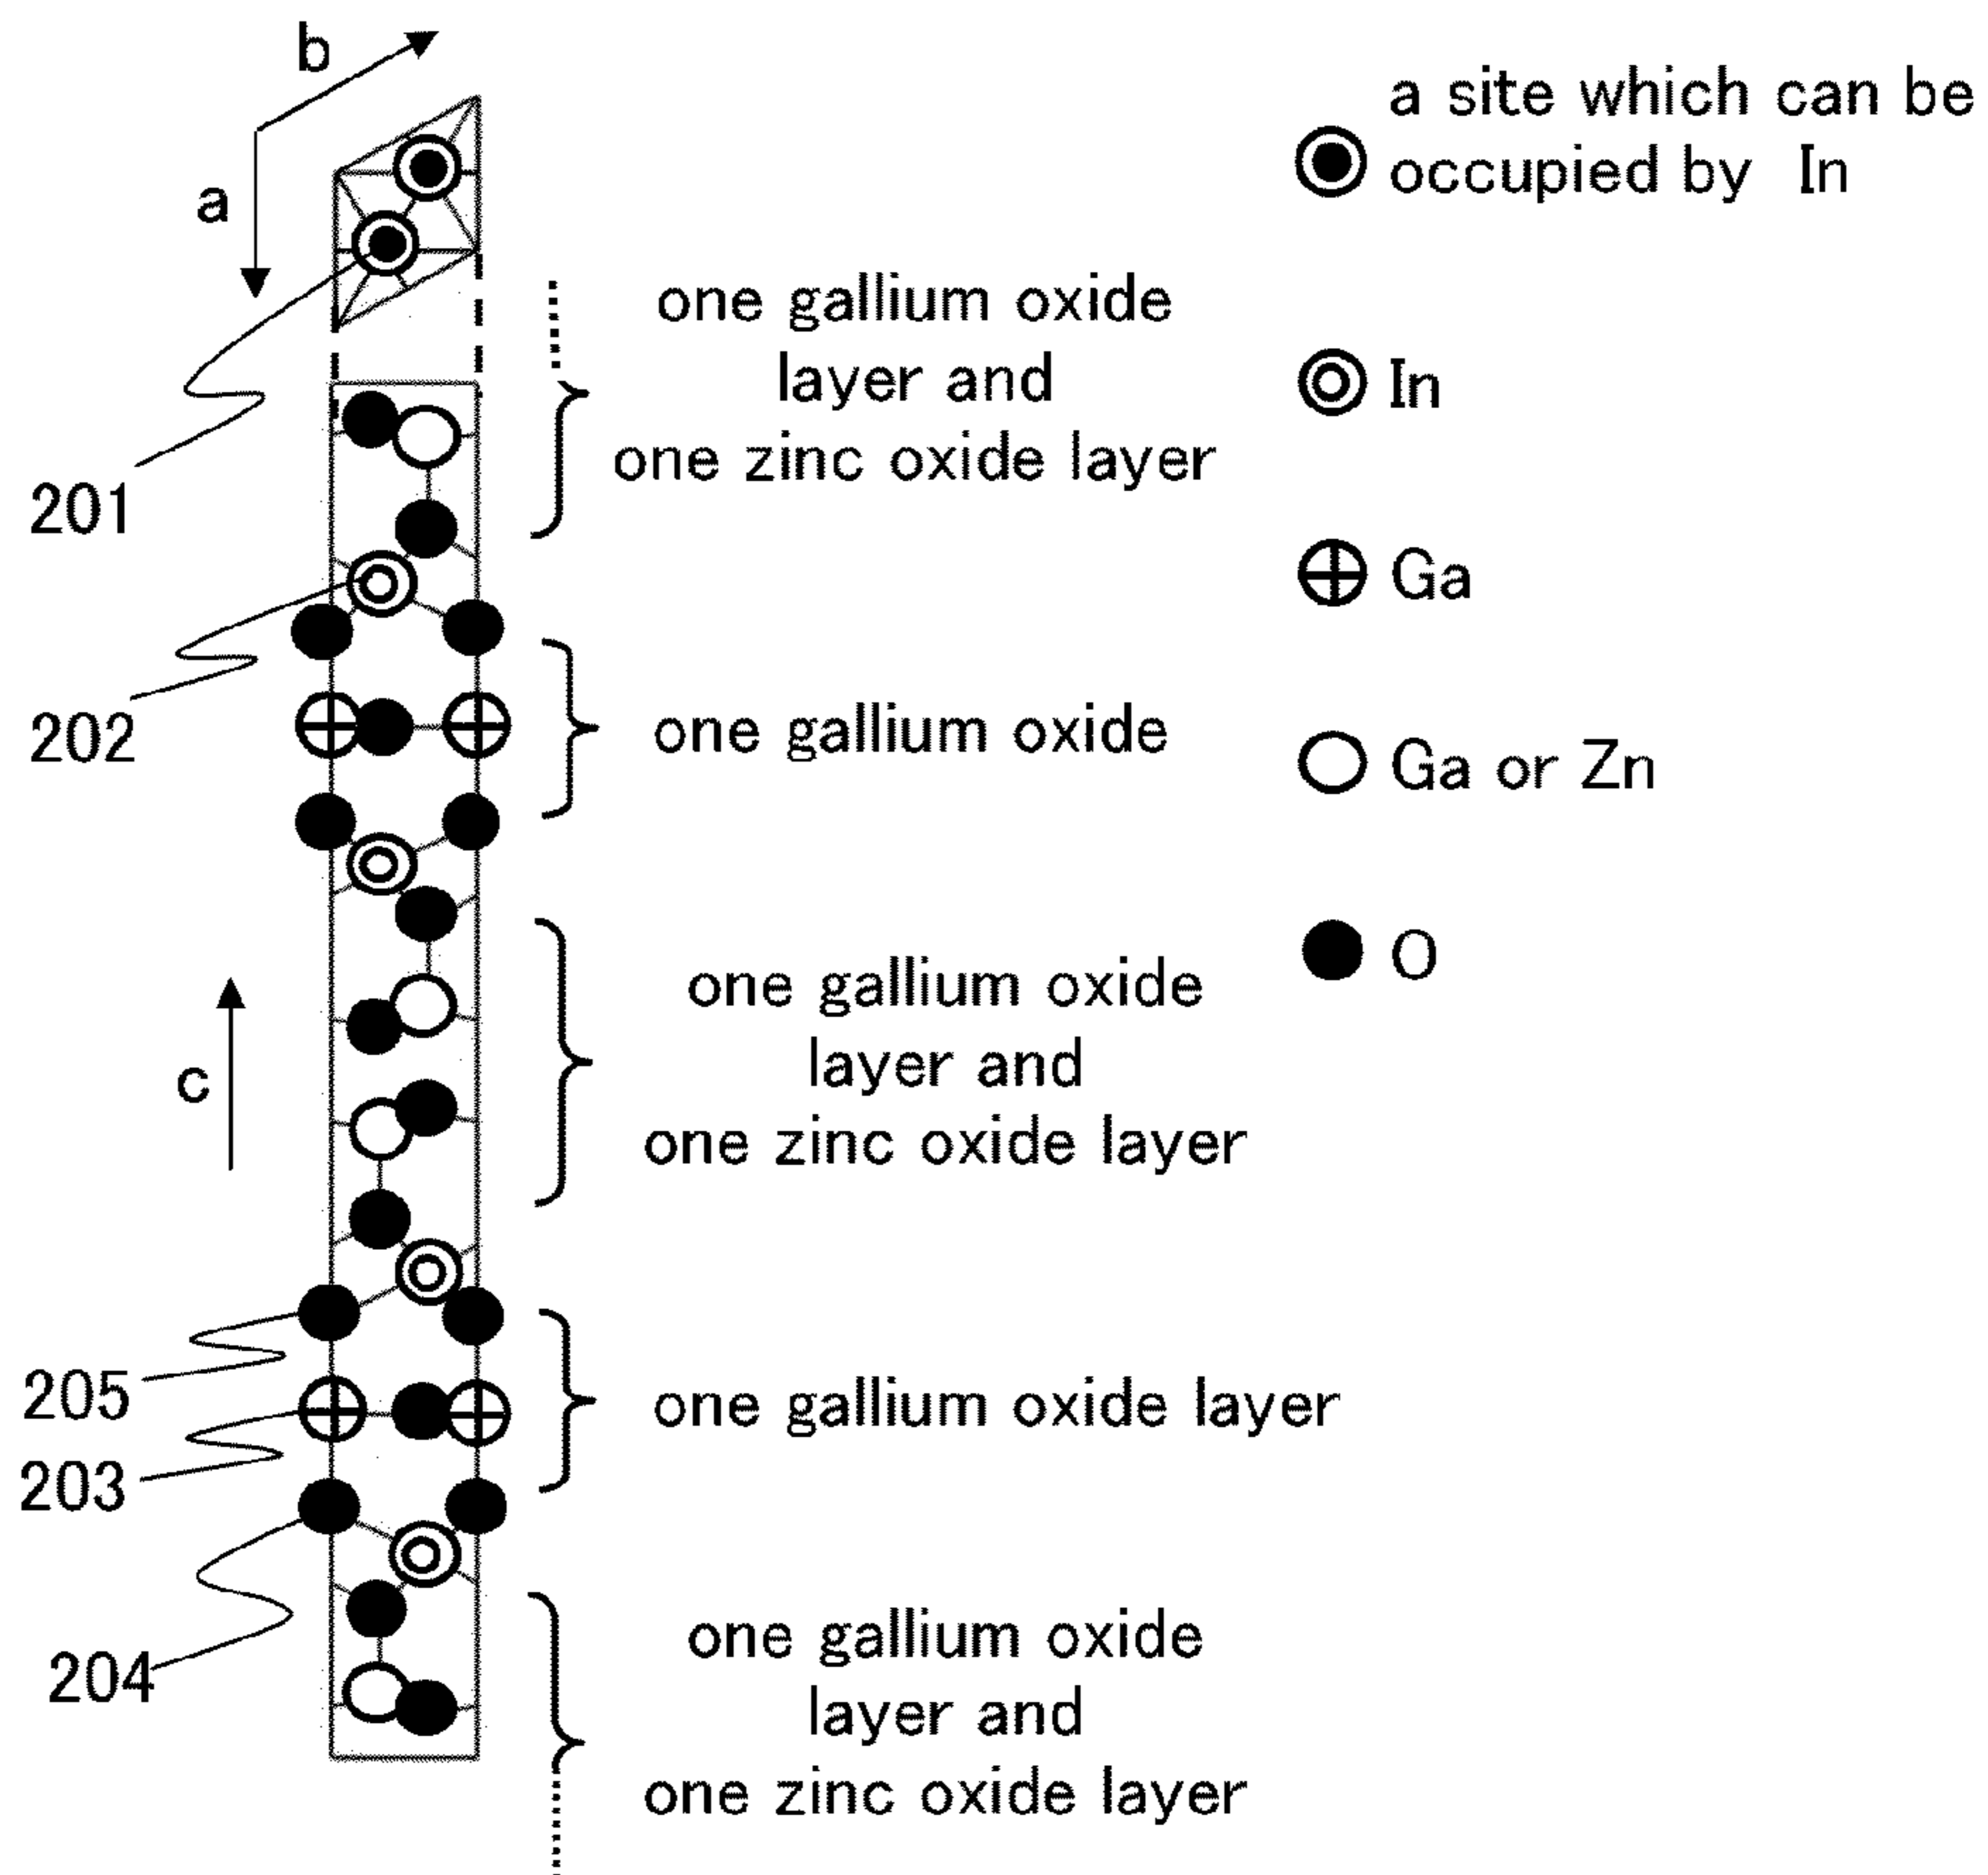 b
a
201
202
c
205
203
204
one gallium oxide
layer and
one zinc oxide layer
one gallium oxide
one gallium oxide
layer and
one zinc oxide layer
one gallium oxide layer
one gallium oxide
layer and
one zinc oxide layer
a site which can be
occupied by In
In
Ga
Ga or Zn
O